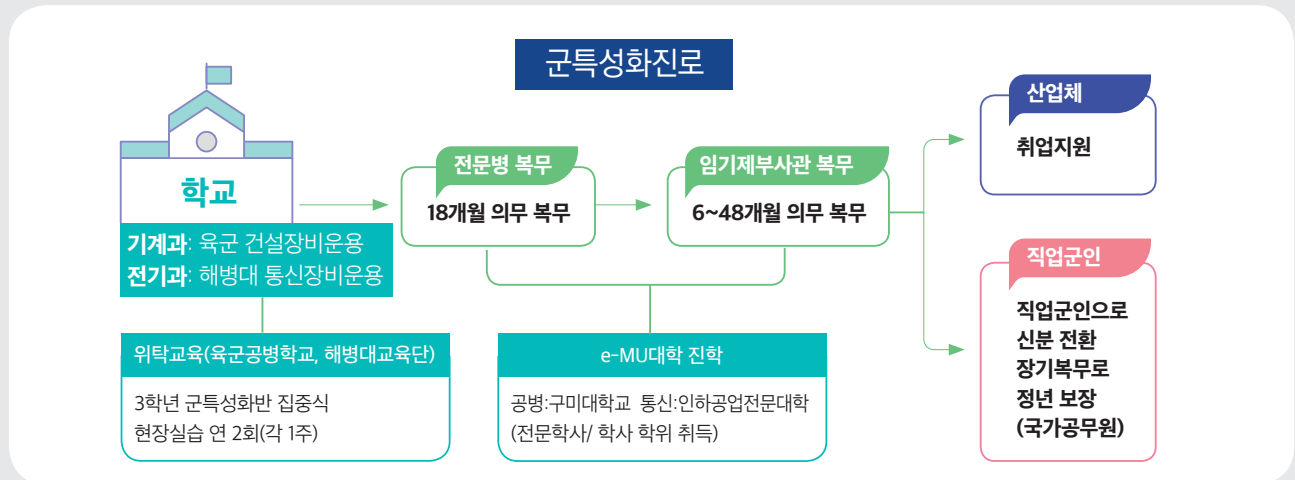 군특성화진로
학교
기계과: 육군 건설장비운용
전기과: 해병대 통신장비운용
위탁교육(육군공병학교, 해병대교육단)
3학년 군특성화반 집중식
현장실습 연 2회(각 1주)
전문병 복무
18개월 의무 복무
임기제부사관 복무
6~48개월 의무 복무
e-MU대학 진학
공병:구미대학교 통신:인하공업전문대학
(전문학사/ 학사 학위 취득)
산업체
취업지원
직업군인
직업군인으로
신분 전환
장기복무로
정년 보장
(국가공무원)